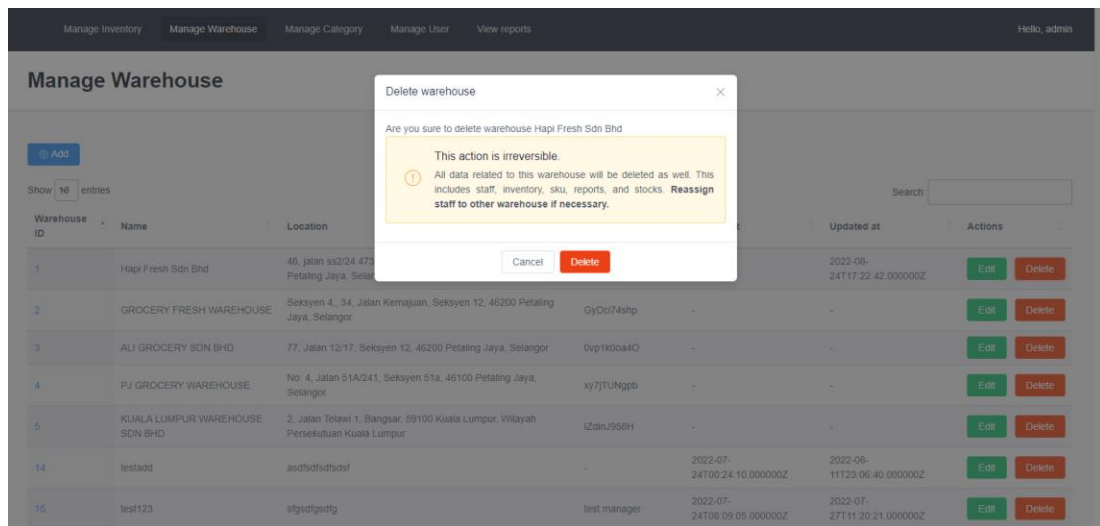 Manage Inventory Manage Warehouse Manage Category Manage User View reports Hello, admin
Manage Warehouse
Delete warehouse
Are you sure to delete warehouse Hapi Fresh Sdn Bhd
This action is irreversible.
All data related to this warehouse will be deleted as well. This
includes staff, inventory, sku, reports, and stocks. Reassign
staff to other warehouse if necessary.
Cancel Delete
Add
Show 10 entries
Search:
Warehouse ID Name Location Updated at Actions
1 Hapi Fresh Sdn Bhd 48, jalan ss2/24 473 2022-08-
Petaling Jaya, Selan 24T17:22:42.000000Z Edit Delete
2 GROCERY FRESH WAREHOUSE Seksyen 4,, 34, Jalan Kemajuan, Seksyen 12, 46200 Petaling
Jaya, Selangor GyDci74shp - - Edit Delete
3 ALI GROCERY SDN BHD 77, Jalan 12/17, Seksyen 12, 46200 Petaling Jaya, Selangor 0vp1k0oa4O - - Edit Delete
4 PJ GROCERY WAREHOUSE No: 4, Jalan 51A/241, Seksyen 51a, 46100 Petaling Jaya,
Selangor xy7jTUNgpb - - Edit Delete
5 KUALA LUMPUR WAREHOUSE 2, Jalan Telawi 1, Bangsar, 59100 Kuala Lumpur, Wilayah
SDN BHD Persekutuan Kuala Lumpur iZdinJ956H - - Edit Delete
14 testadd asdfsdfsdfsdsf - 2022-07- 2022-08-
24T00:24:10.000000Z 11T23:06:40.000000Z Edit Delete
15 test123 sfgsdfgsdfg test manager 2022-07- 2022-07-
24T08:09:05.000000Z 27T11:20:21.000000Z Edit Delete